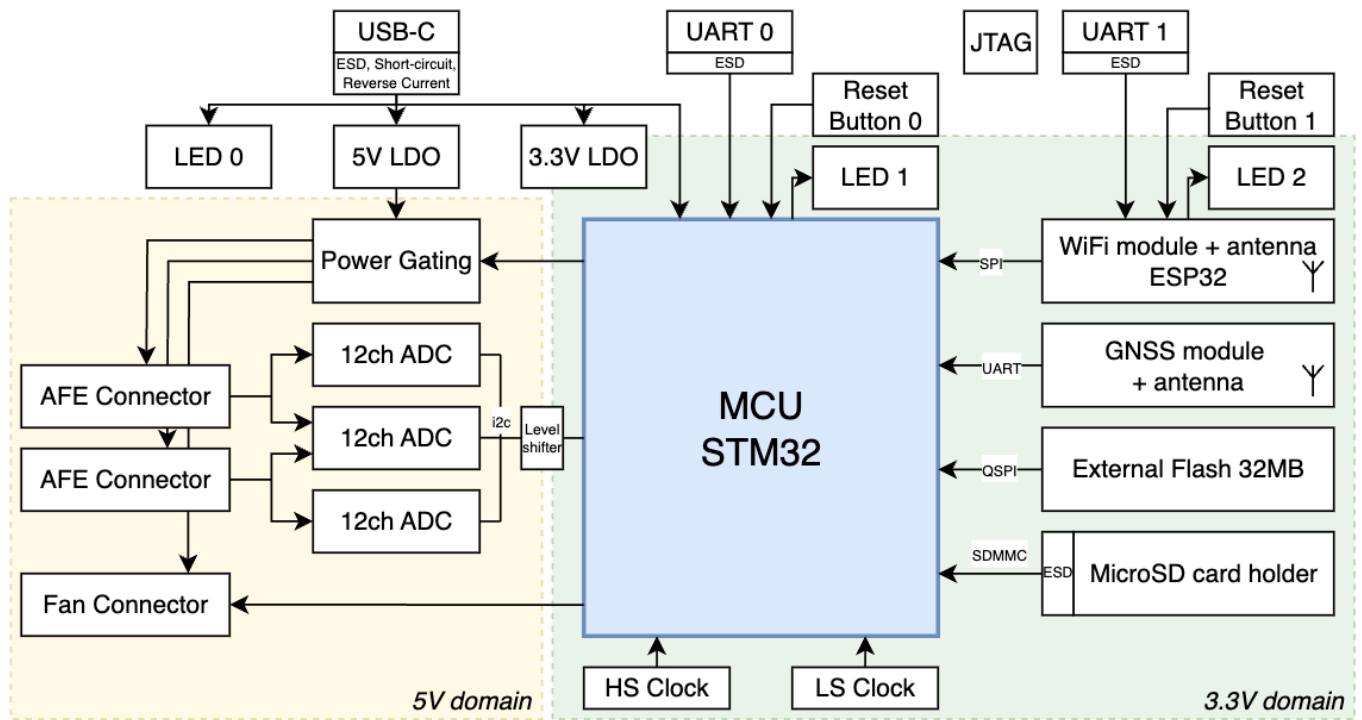 USB-C
ESD, Short-circuit,
Reverse Current
UART 0
ESD
JTAG
UART 1
ESD
Reset
Button 0
Reset
Button 1
LED 0
5V LDO
3.3V LDO
LED 1
LED 2
Power Gating
WiFi module + antenna
ESP32
SPI
12ch ADC
GNSS module
+ antenna
UART
AFE Connector
12ch ADC
i2c
Level
shifter
MCU
STM32
AFE Connector
QSPI
External Flash 32MB
12ch ADC
SDMMC
ESD
MicroSD card holder
Fan Connector
HS Clock
LS Clock
5V domain
3.3V domain